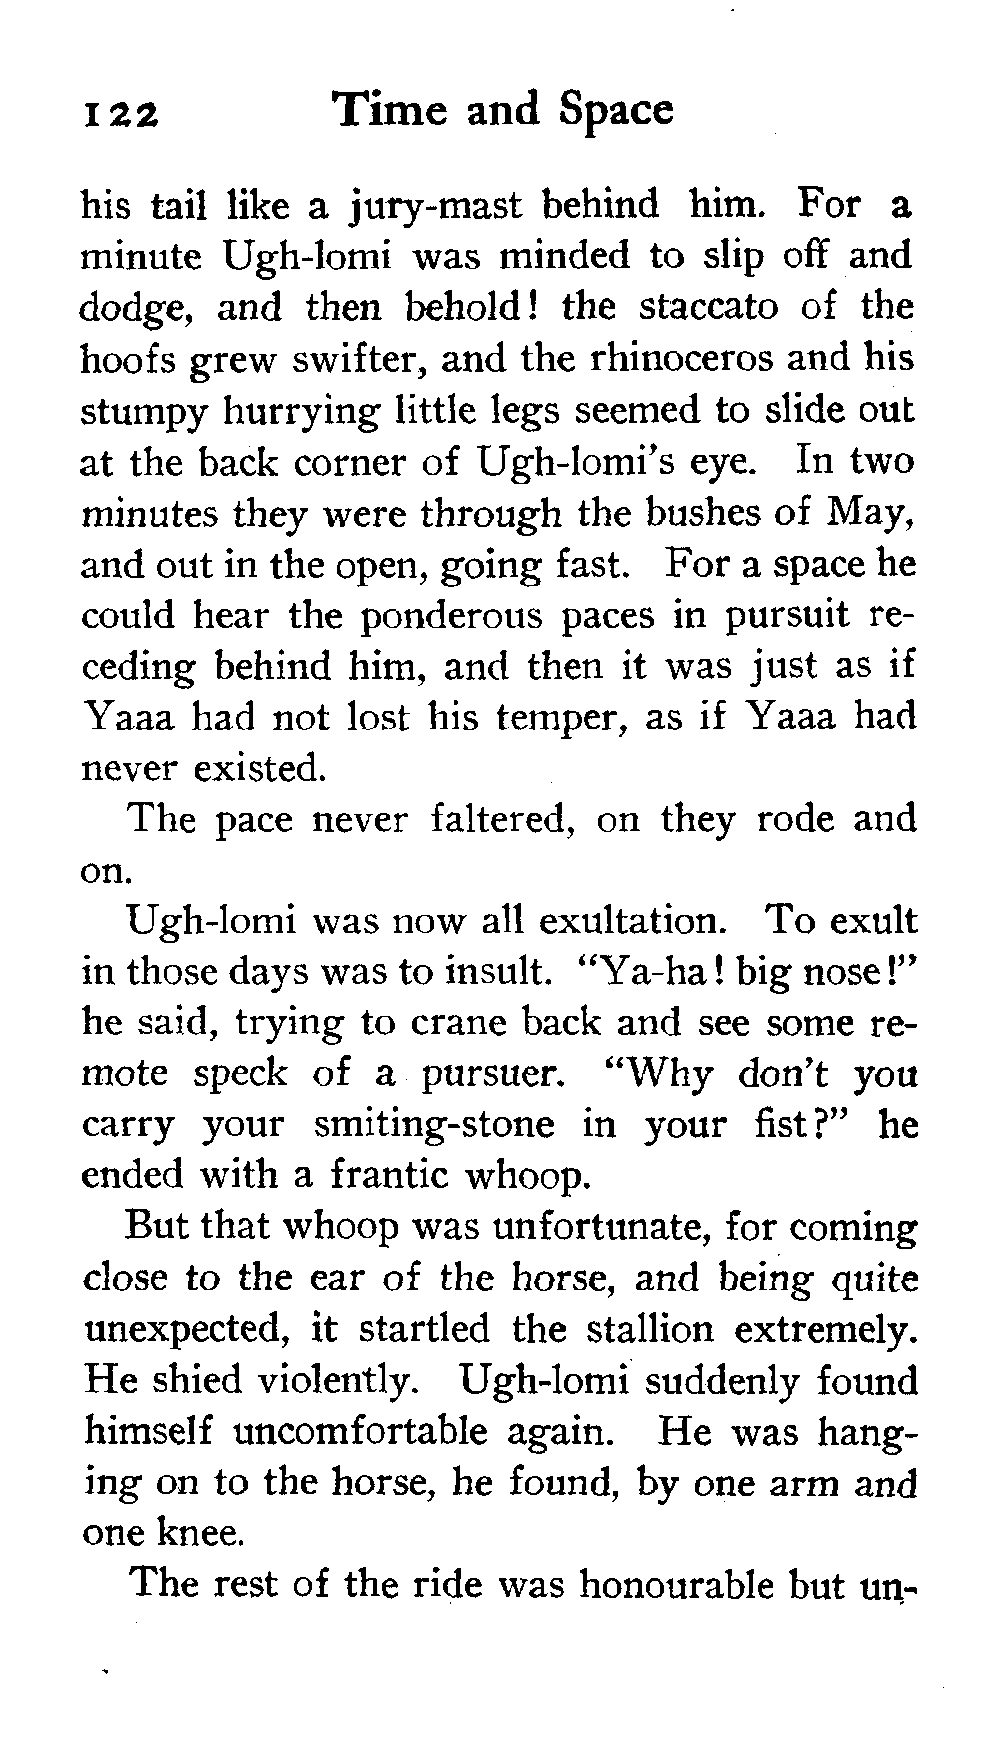 122 Time and Space
his tail like a jury-mast behind him. For a
minute Ugh-lomi was minded to slip off and
dodge, and then behold! the staccato of the
hoofs grew swifter, and the rhinoceros and his
stumpy hurrying little legs seemed to slide out
at the back corner of Ugh-lomi's eye. In two
minutes they were through the bushes of May,
and out in the open, going fast. For a space he
could hear the ponderous paces in pursuit re-
ceding behind him, and then it was just as if
Yaaa had not lost his temper, as if Yaaa had
never existed.
The pace never faltered, on they rode and
on.
Ugh-lomi was now all exultation. To exult
in those days was to insult. "Ya-ha! big nose!"
he said, trying to crane back and see some re-
mote speck of a pursuer. "Why don't you
carry your smiting-stone in your fist?" he
ended with a frantic whoop.
But that whoop was unfortunate, for coming
close to the ear of the horse, and being quite
unexpected, it startled the stallion extremely.
He shied violently. Ugh-lomi suddenly found
himself uncomfortable again. He was hang-
ing on to the horse, he found, by one arm and
one knee.
The rest of the ride was honourable but un-